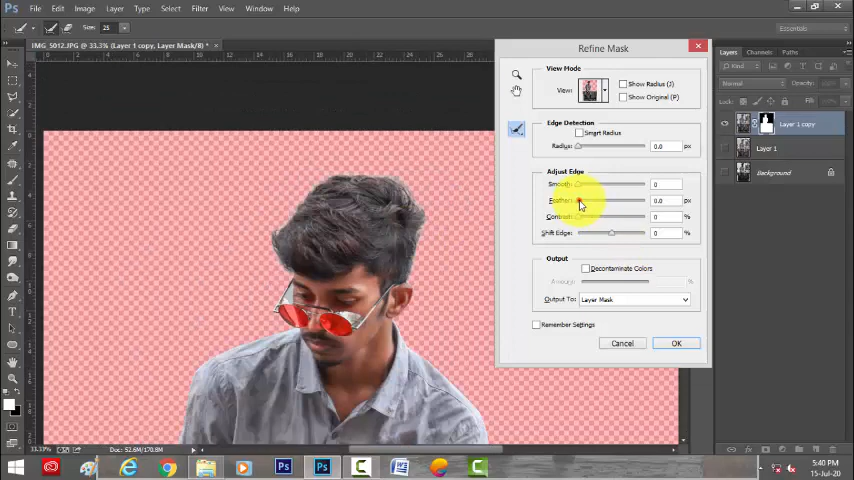 Ps File Edit Image Layer Type Select Filter View Window Help
Size: 25
Essentials
IMG_5012.JPG @ 33.3% (Layer 1 copy, Layer Mask/8) *
Refine Mask
View Mode
View:
Show Radius (J)
Show Original (P)
Edge Detection
Smart Radius
Radius: 0.0 px
Adjust Edge
Smooth: 0
Feather: 0.0 px
Contrast: 0 %
Shift Edge: 0 %
Output
Decontaminate Colors
Amount: %
Output To: Layer Mask
Remember Settings
Cancel OK
Layers Channels Paths
Kind
Normal Opacity:
Lock: Fill:
Layer 1 copy
Layer 1
Background
33.33% Doc: 52.6M/170.8M
5:40 PM
15-Jul-20